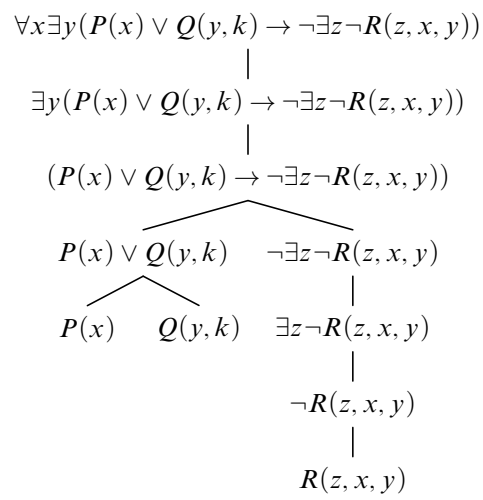 ∀x∃y(P(x) ∨ Q(y, k) → ¬∃z¬R(z, x, y))
∃y(P(x) ∨ Q(y, k) → ¬∃z¬R(z, x, y))
(P(x) ∨ Q(y, k) → ¬∃z¬R(z, x, y))
P(x) ∨ Q(y, k) ¬∃z¬R(z, x, y)
P(x) Q(y, k) ∃z¬R(z, x, y)
¬R(z, x, y)
R(z, x, y)